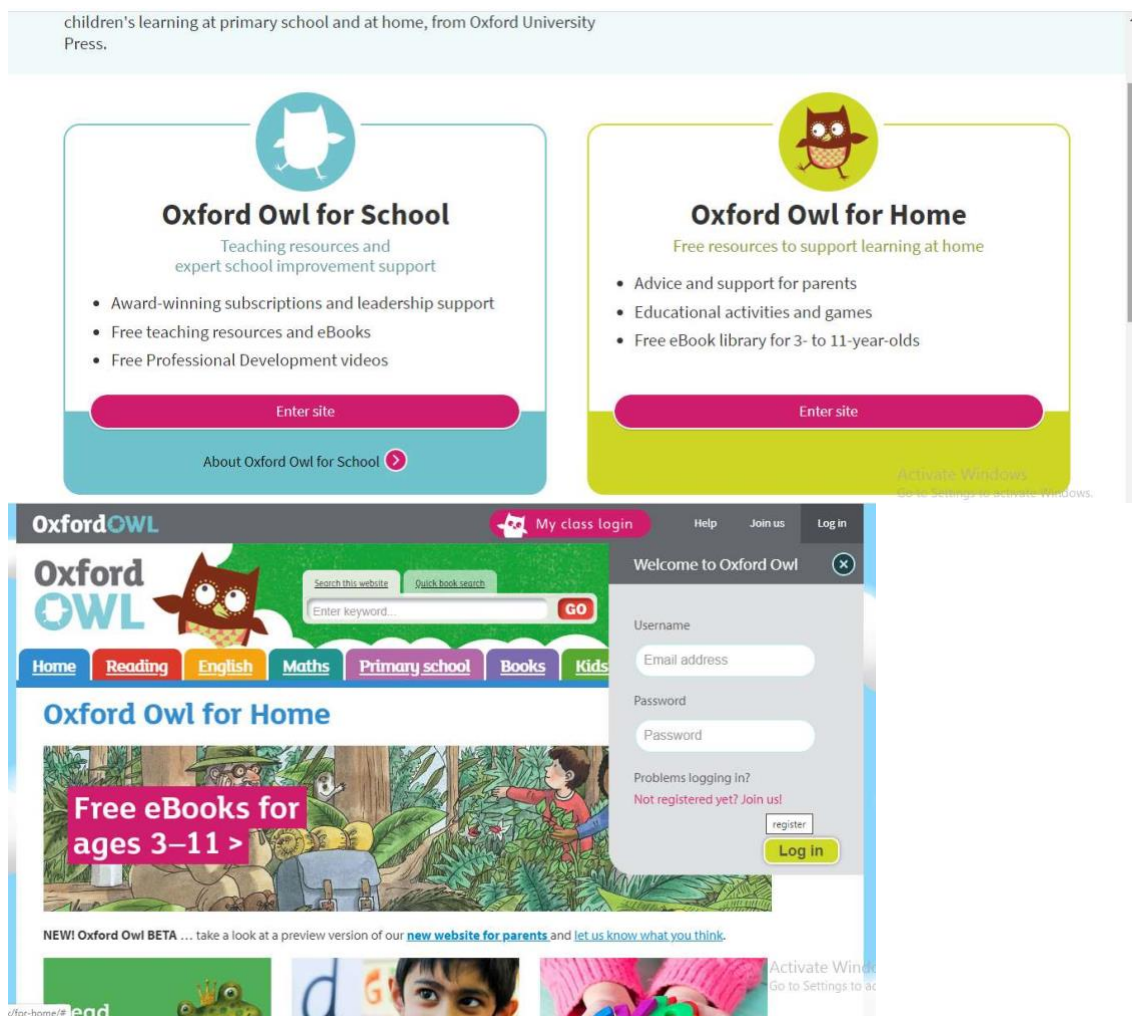 children's learning at primary school and at home, from Oxford University
Press.
Oxford Owl for School
Teaching resources and
expert school improvement support
• Award-winning subscriptions and leadership support
• Free teaching resources and eBooks
• Free Professional Development videos
Enter site
About Oxford Owl for School
Oxford Owl for Home
Free resources to support learning at home
• Advice and support for parents
• Educational activities and games
• Free eBook library for 3- to 11-year-olds
Enter site
Activate Windows
Go to Settings to activate Windows.
OxfordOWL
My class login
Help
Join us
Log in
Oxford
OWL
Search this website
Quick book search
Enter keyword...
GO
Home
Reading
English
Maths
Primary school
Books
Kids
Welcome to Oxford Owl
Username
Email address
Password
Password
Problems logging in?
Not registered yet? Join us!
register
Log in
Oxford Owl for Home
Free eBooks for
ages 3–11 >
NEW! Oxford Owl BETA ... take a look at a preview version of our new website for parents and let us know what you think.
Activate Wind
Go to Settings to a
d
G
/for-home/#